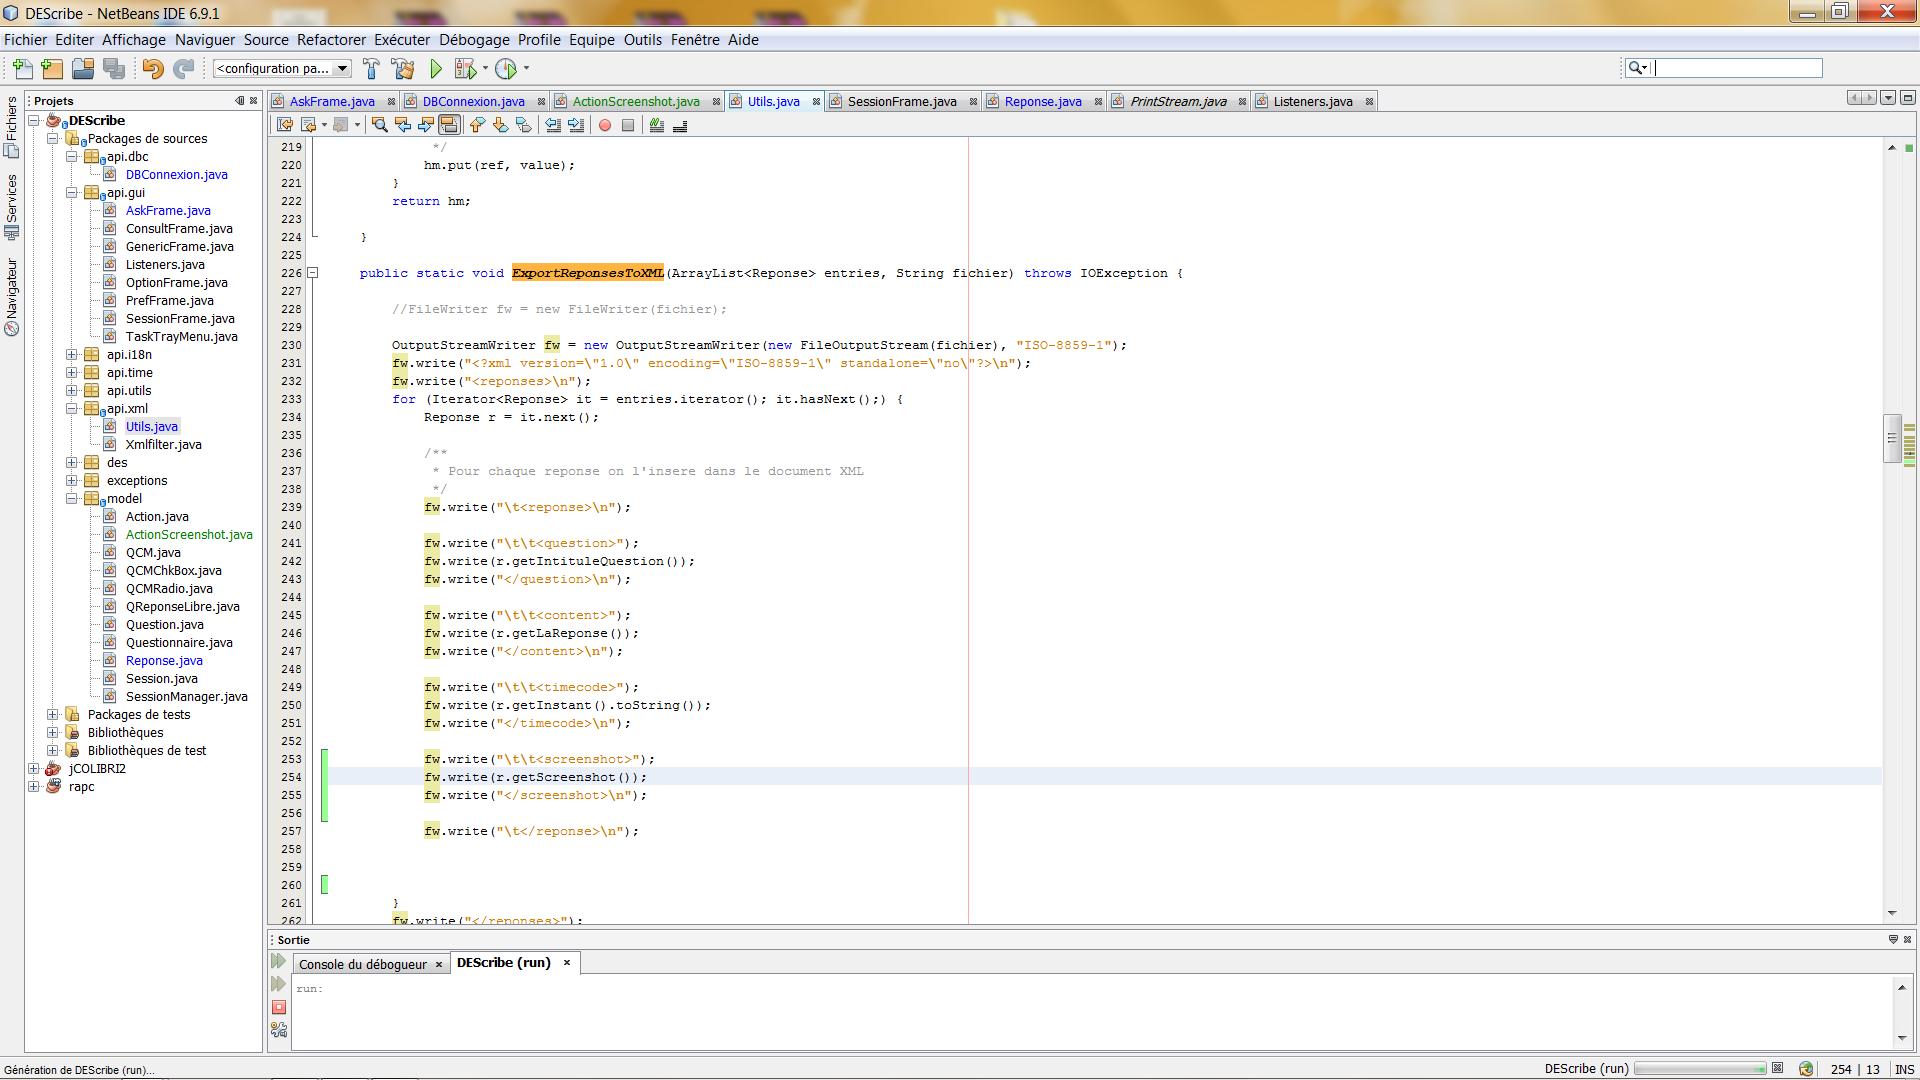 DEScribe - NetBeans IDE 6.9.1
Fichier Editer Affichage Naviguer Source Refactorer Exécuter Débogage Profile Equipe Outils Fenêtre Aide
<configuration pa...
Fichiers
Services
Navigateur
Projets
DEScribe
Packages de sources
api.dbc
DBConnexion.java
api.gui
AskFrame.java
ConsultFrame.java
GenericFrame.java
Listeners.java
OptionFrame.java
PrefFrame.java
SessionFrame.java
TaskTrayMenu.java
api.i18n
api.time
api.utils
api.xml
Utils.java
Xmlfilter.java
des
exceptions
model
Action.java
ActionScreenshot.java
QCM.java
QCMChkBox.java
QCMRadio.java
QReponseLibre.java
Question.java
Questionnaire.java
Reponse.java
Session.java
SessionManager.java
Packages de tests
Bibliothèques
Bibliothèques de test
jCOLIBRI2
rapc
AskFrame.java DBConnexion.java ActionScreenshot.java Utils.java SessionFrame.java Reponse.java PrintStream.java Listeners.java
219 */
220 hm.put(ref, value);
221 }
222 return hm;
223
224 }
225
226 public static void ExportReponsesToXML(ArrayList<Reponse> entries, String fichier) throws IOException {
227
228 //FileWriter fw = new FileWriter(fichier);
229
230 OutputStreamWriter fw = new OutputStreamWriter(new FileOutputStream(fichier), "ISO-8859-1");
231 fw.write("<?xml version=\"1.0\" encoding=\"ISO-8859-1\" standalone=\"no\"?>\n");
232 fw.write("<reponses>\n");
233 for (Iterator<Reponse> it = entries.iterator(); it.hasNext();) {
234 Reponse r = it.next();
235
236 /**
237 * Pour chaque reponse on l'insere dans le document XML
238 */
239 fw.write("\t<reponse>\n");
240
241 fw.write("\t\t<question>");
242 fw.write(r.getIntituleQuestion());
243 fw.write("</question>\n");
244
245 fw.write("\t\t<content>");
246 fw.write(r.getLaReponse());
247 fw.write("</content>\n");
248
249 fw.write("\t\t<timecode>");
250 fw.write(r.getInstant().toString());
251 fw.write("</timecode>\n");
252
253 fw.write("\t\t<screenshot>");
254 fw.write(r.getScreenshot());
255 fw.write("</screenshot>\n");
256
257 fw.write("\t</reponse>\n");
258
259
260
261 }
262 fw.write("</reponses>");
Sortie
Console du débogueur DEScribe (run)
run:
Génération de DEScribe (run)...
DEScribe (run) 254 | 13 INS